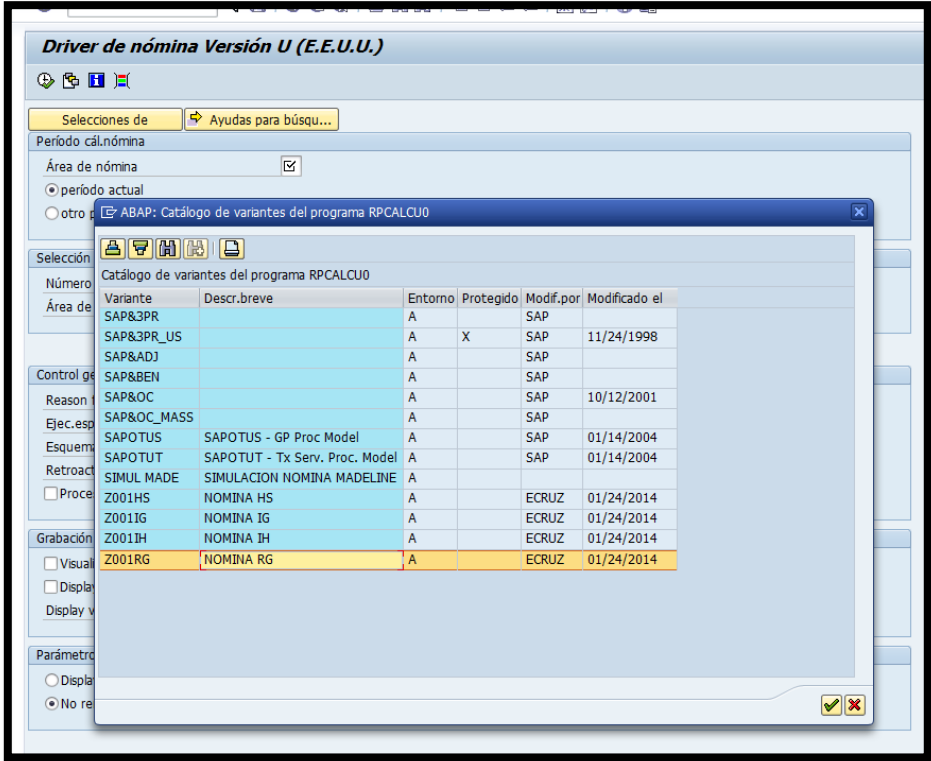 Driver de nómina Versión U (E.E.U.U.)
Selecciones de Ayudas para búsqu...
Período cál.nómina
Área de nómina
período actual
otro
ABAP: Catálogo de variantes del programa RPCALCU0
Catálogo de variantes del programa RPCALCU0
Variante Descr.breve Entorno Protegido Modif.por Modificado el
SAP&3PR A SAP
SAP&3PR_US A X SAP 11/24/1998
SAP&ADJ A SAP
SAP&BEN A SAP
SAP&OC A SAP 10/12/2001
SAP&OC_MASS A SAP
SAPOTUS SAPOTUS - GP Proc Model A SAP 01/14/2004
SAPOTUT SAPOTUT - Tx Serv. Proc. Model A SAP 01/14/2004
SIMUL MADE SIMULACION NOMINA MADELINE A
Z001HS NOMINA HS A ECRUZ 01/24/2014
Z001IG NOMINA IG A ECRUZ 01/24/2014
Z001IH NOMINA IH A ECRUZ 01/24/2014
Z001RG NOMINA RG A ECRUZ 01/24/2014
Selección
Número
Área de
Control ge
Reason
Ejec.esp
Esquema
Retroact
Proce
Grabación
Visuali
Display
Display v
Parámetro
Displa
No re